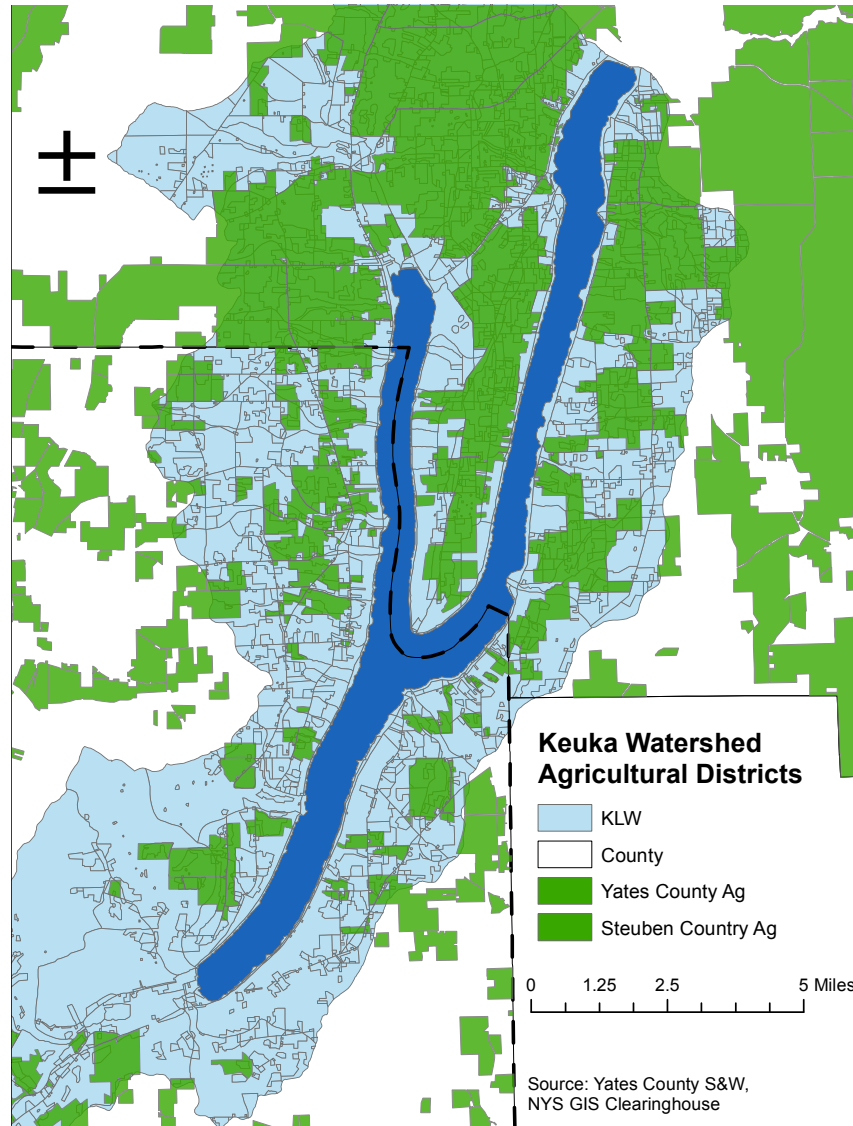 Keuka Watershed
Agricultural Districts
KLW
County
Yates County Ag
Steuben Country Ag
0 1.25 2.5 5 Miles
Source: Yates County S&W,
NYS GIS Clearinghouse